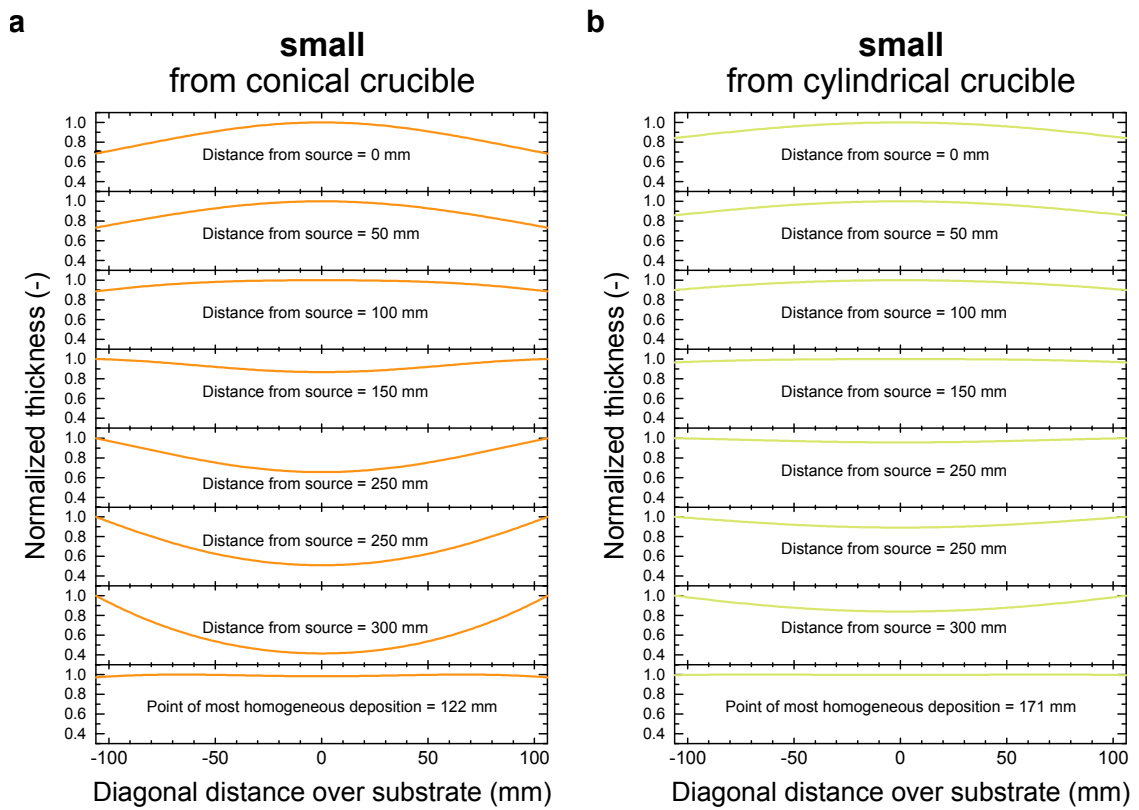 a
small
from conical crucible
Normalized thickness (-)
1.0
0.8
0.6
0.4
Distance from source = 0 mm
1.0
0.8
0.6
Distance from source = 50 mm
1.0
0.8
0.6
0.4
Distance from source = 100 mm
1.0
0.8
0.6
0.4
Distance from source = 150 mm
1.0
0.8
0.6
Distance from source = 250 mm
1.0
0.8
0.6
0.4
Distance from source = 250 mm
1.0
0.8
0.6
0.4
Distance from source = 300 mm
1.0
0.8
0.6
0.4
Point of most homogeneous deposition = 122 mm
-100 -50 0 50 100
Diagonal distance over substrate (mm)
b
small
from cylindrical crucible
Normalized thickness (-)
1.0
0.8
0.6
0.4
Distance from source = 0 mm
1.0
0.8
0.6
0.4
Distance from source = 50 mm
1.0
0.8
0.6
0.4
Distance from source = 100 mm
1.0
0.8
0.6
0.4
Distance from source = 150 mm
1.0
0.8
0.6
0.4
Distance from source = 250 mm
1.0
0.8
0.6
0.4
Distance from source = 250 mm
1.0
0.8
0.6
0.4
Distance from source = 300 mm
1.0
0.8
0.6
0.4
Point of most homogeneous deposition = 171 mm
-100 -50 0 50 100
Diagonal distance over substrate (mm)